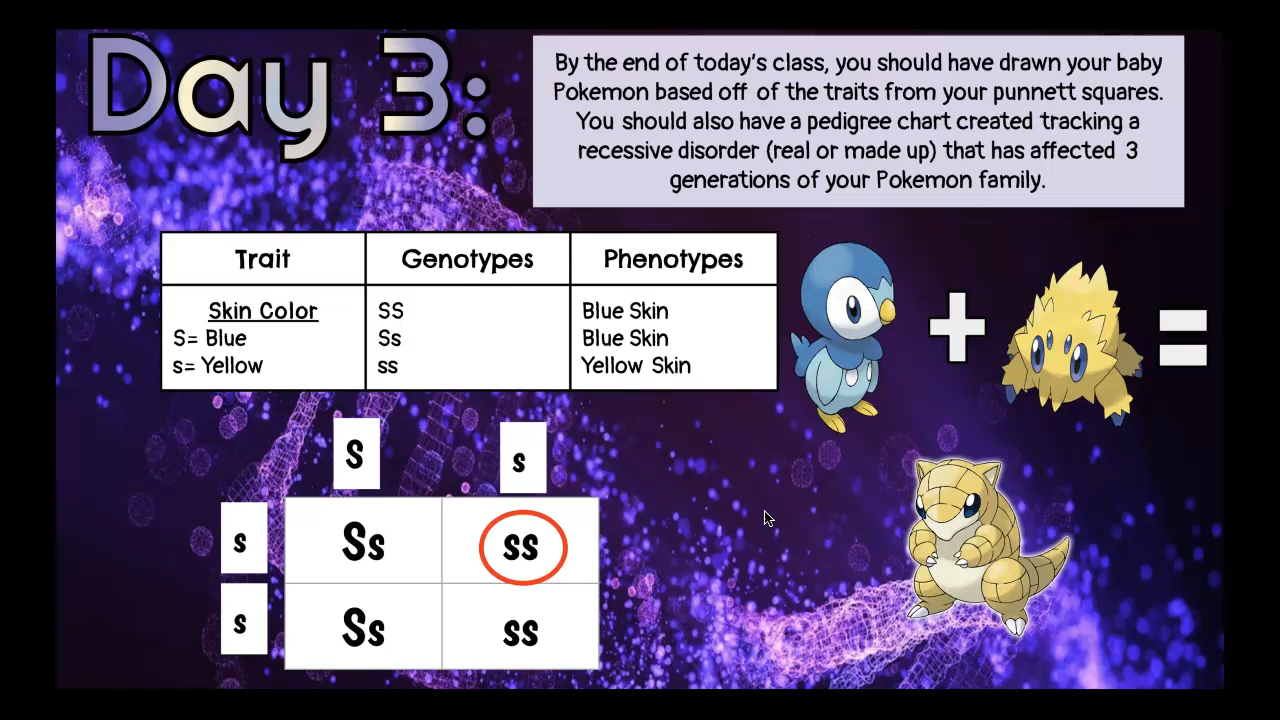 Day 3:
By the end of today's class, you should have drawn your baby
Pokemon based off of the traits from your punnett squares.
You should also have a pedigree chart created tracking a
recessive disorder (real or made up) that has affected 3
generations of your Pokemon family.
Trait Genotypes Phenotypes
Skin Color SS Blue Skin
S= Blue Ss Blue Skin
s= Yellow ss Yellow Skin
+ =
S s
s Ss ss
s Ss ss